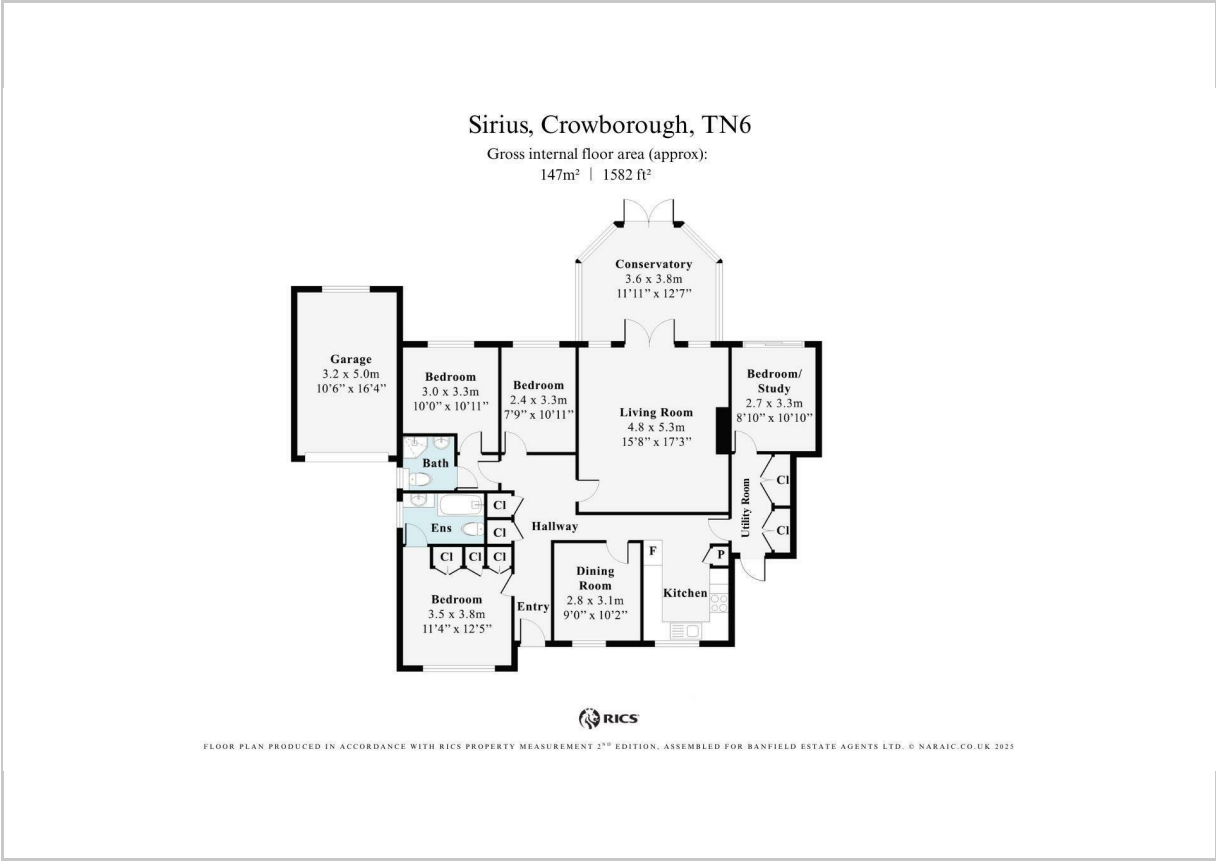 Sirius, Crowborough, TN6
Gross internal floor area (approx):
147m² | 1582 ft²
Conservatory
3.6 x 3.8m
11'11’’ x 12'7’’
Garage
3.2 x 5.0m
10'6’’ x 16'4’’
Bedroom
3.0 x 3.3m
10'0’’ x 10'11’’
Bedroom
2.4 x 3.3m
7'9’’ x 10'11’’
Living Room
4.8 x 5.3m
15'8’’ x 17'3’’
Bedroom/
Study
2.7 x 3.3m
8'10’’ x 10'10’’
Bath
Ens
Cl
Cl
Hallway
Utility Room
Cl
Cl
Cl
Cl
Cl
Bedroom
3.5 x 3.8m
11'4’’ x 12'5’’
Entry
Dining
Room
2.8 x 3.1m
9'0’’ x 10'2’’
F
P
Kitchen
RICS
FLOOR PLAN PRODUCED IN ACCORDANCE WITH RICS PROPERTY MEASUREMENT 2ND EDITION, ASSEMBLED FOR BANFIELD ESTATE AGENTS LTD. © NARAIC.CO.UK 2025